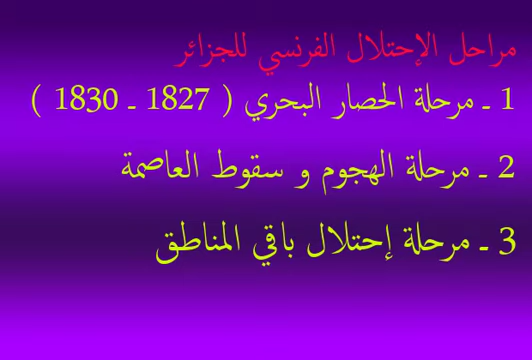 مراحل الإحتلال الفرنسي للجزائر
1 ـ مرحلة الحصار البحري ( 1827 ـ 1830 )
2 ـ مرحلة الهجوم و سقوط العاصمة
3 ـ مرحلة إحتلال باقي المناطق